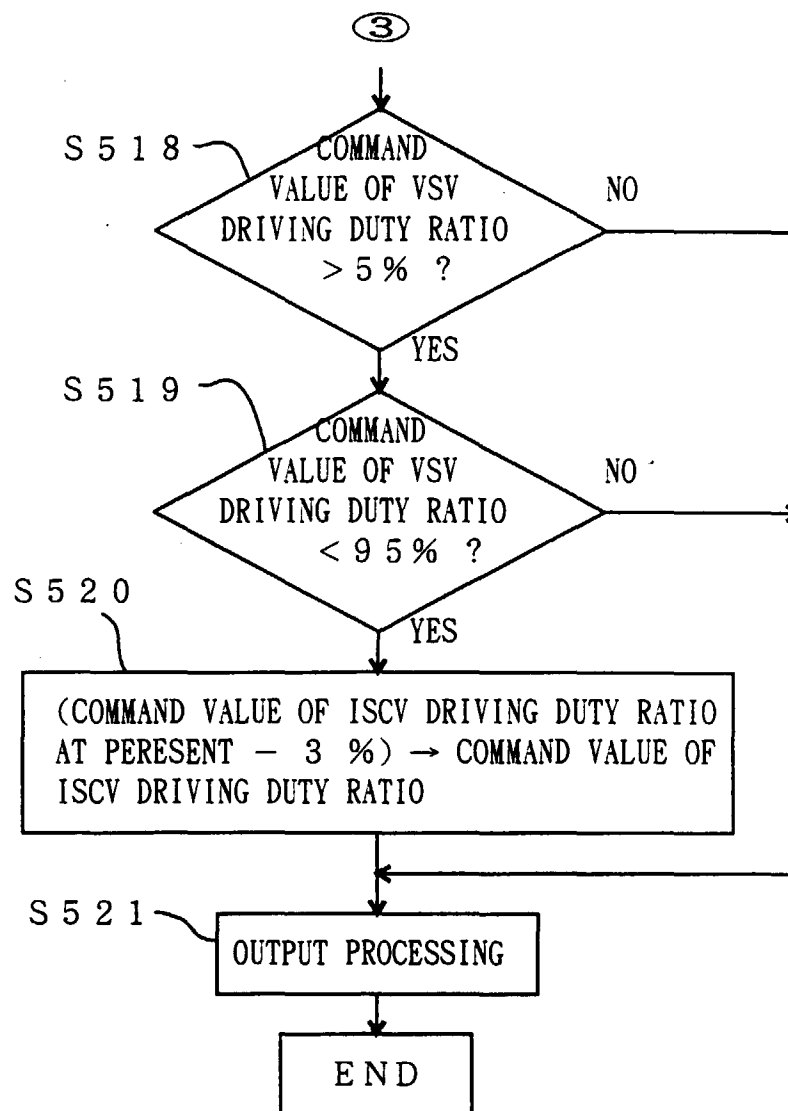 ③
S518
COMMAND
VALUE OF VSV
DRIVING DUTY RATIO
>5% ?
NO
YES
S519
COMMAND
VALUE OF VSV
DRIVING DUTY RATIO
<95% ?
NO
YES
S520
(COMMAND VALUE OF ISCV DRIVING DUTY RATIO
AT PERESENT − 3 %) → COMMAND VALUE OF
ISCV DRIVING DUTY RATIO
S521
OUTPUT PROCESSING
END